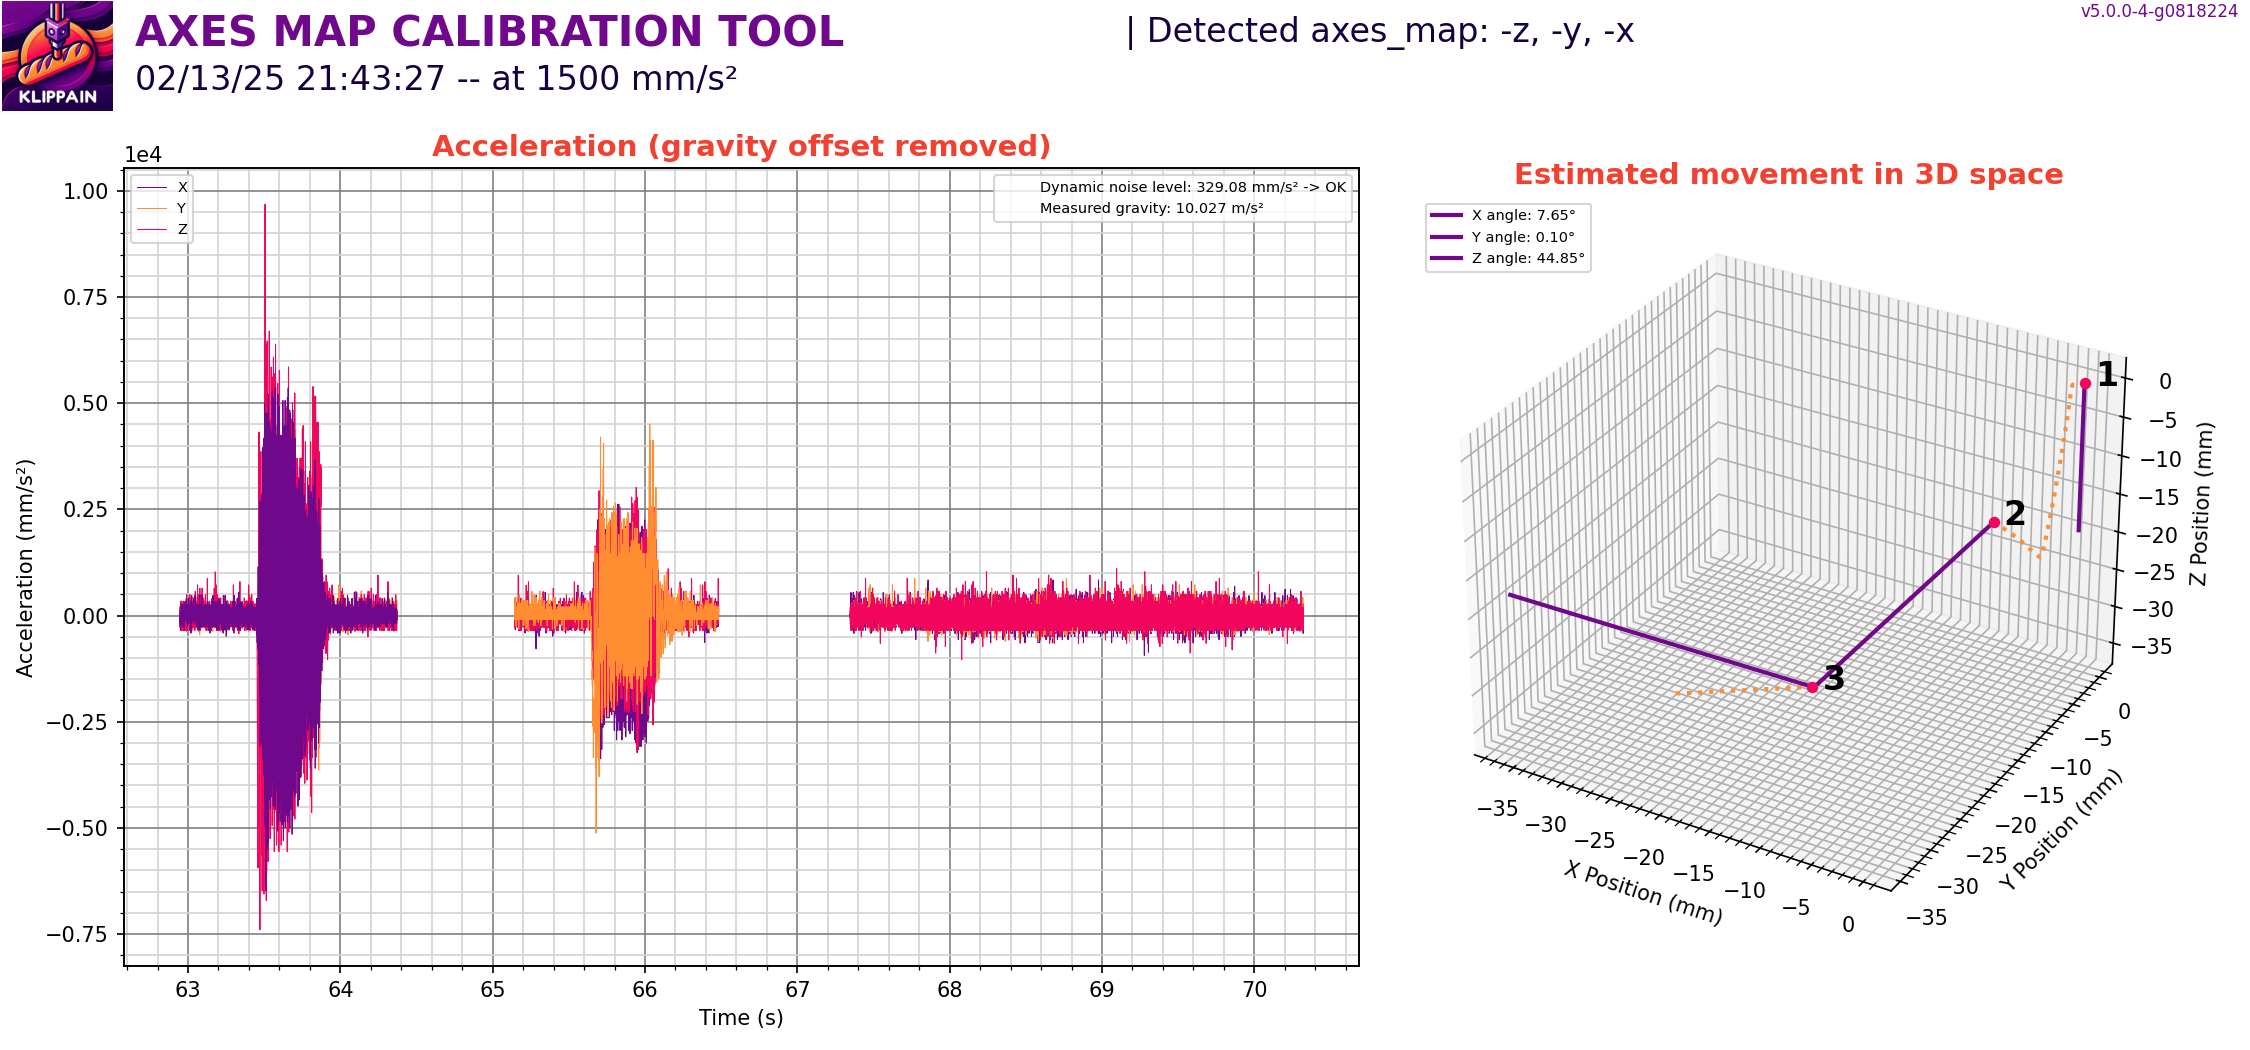 KLIPPAIN
AXES MAP CALIBRATION TOOL
02/13/25 21:43:27 -- at 1500 mm/s²
| Detected axes_map: -z, -y, -x
v5.0.0-4-g0818224
Acceleration (gravity offset removed)
1e4
X
Y
Z
Dynamic noise level: 329.08 mm/s² -> OK
Measured gravity: 10.027 m/s²
1.00
0.75
0.50
0.25
0.00
−0.25
−0.50
−0.75
Acceleration (mm/s²)
63 64 65 66 67 68 69 70
Time (s)
Estimated movement in 3D space
X angle: 7.65°
Y angle: 0.10°
Z angle: 44.85°
1
2
3
0
−5
−10
−15
−20
−25
−30
−35
Z Position (mm)
0
−5
−10
−15
−20
−25
−30
−35
Y Position (mm)
−35
−30
−25
−20
−15
−10
−5
0
X Position (mm)